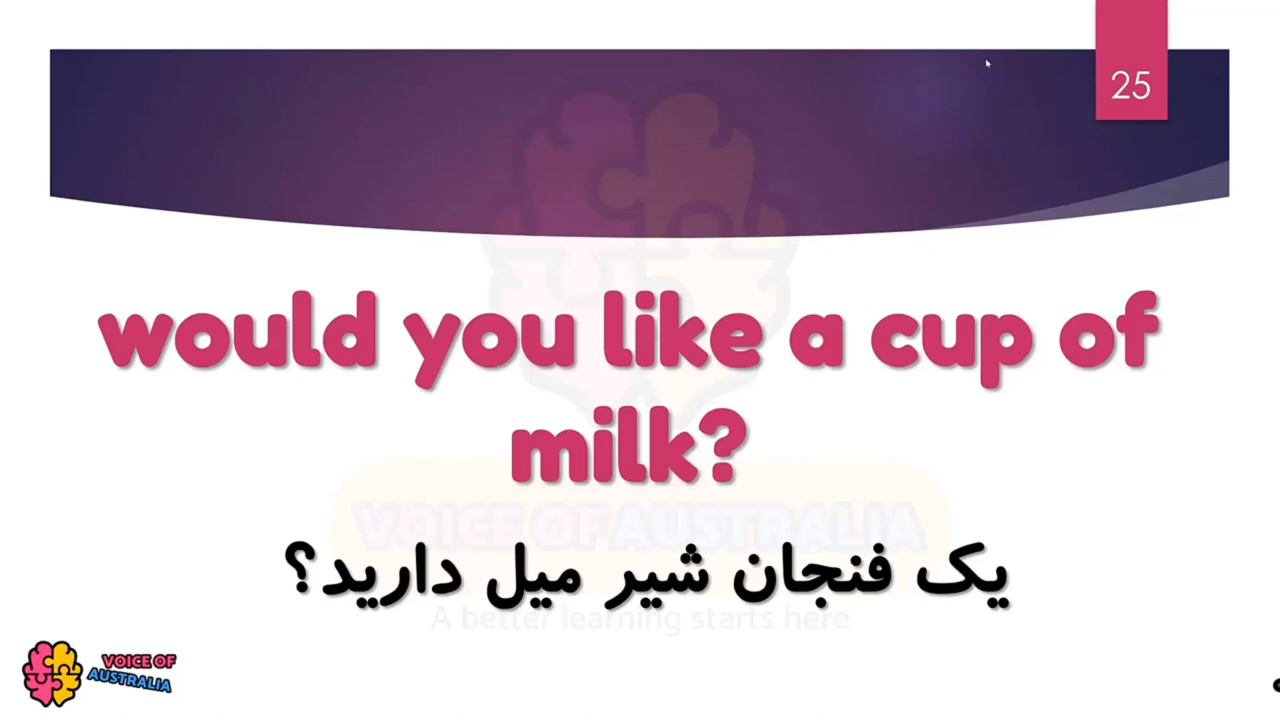 25
would you like a cup of
milk?
VOICE OF AUSTRALIA
یک فنجان شیر میل دارید؟
A better learning starts here
VOICE OF
AUSTRALIA